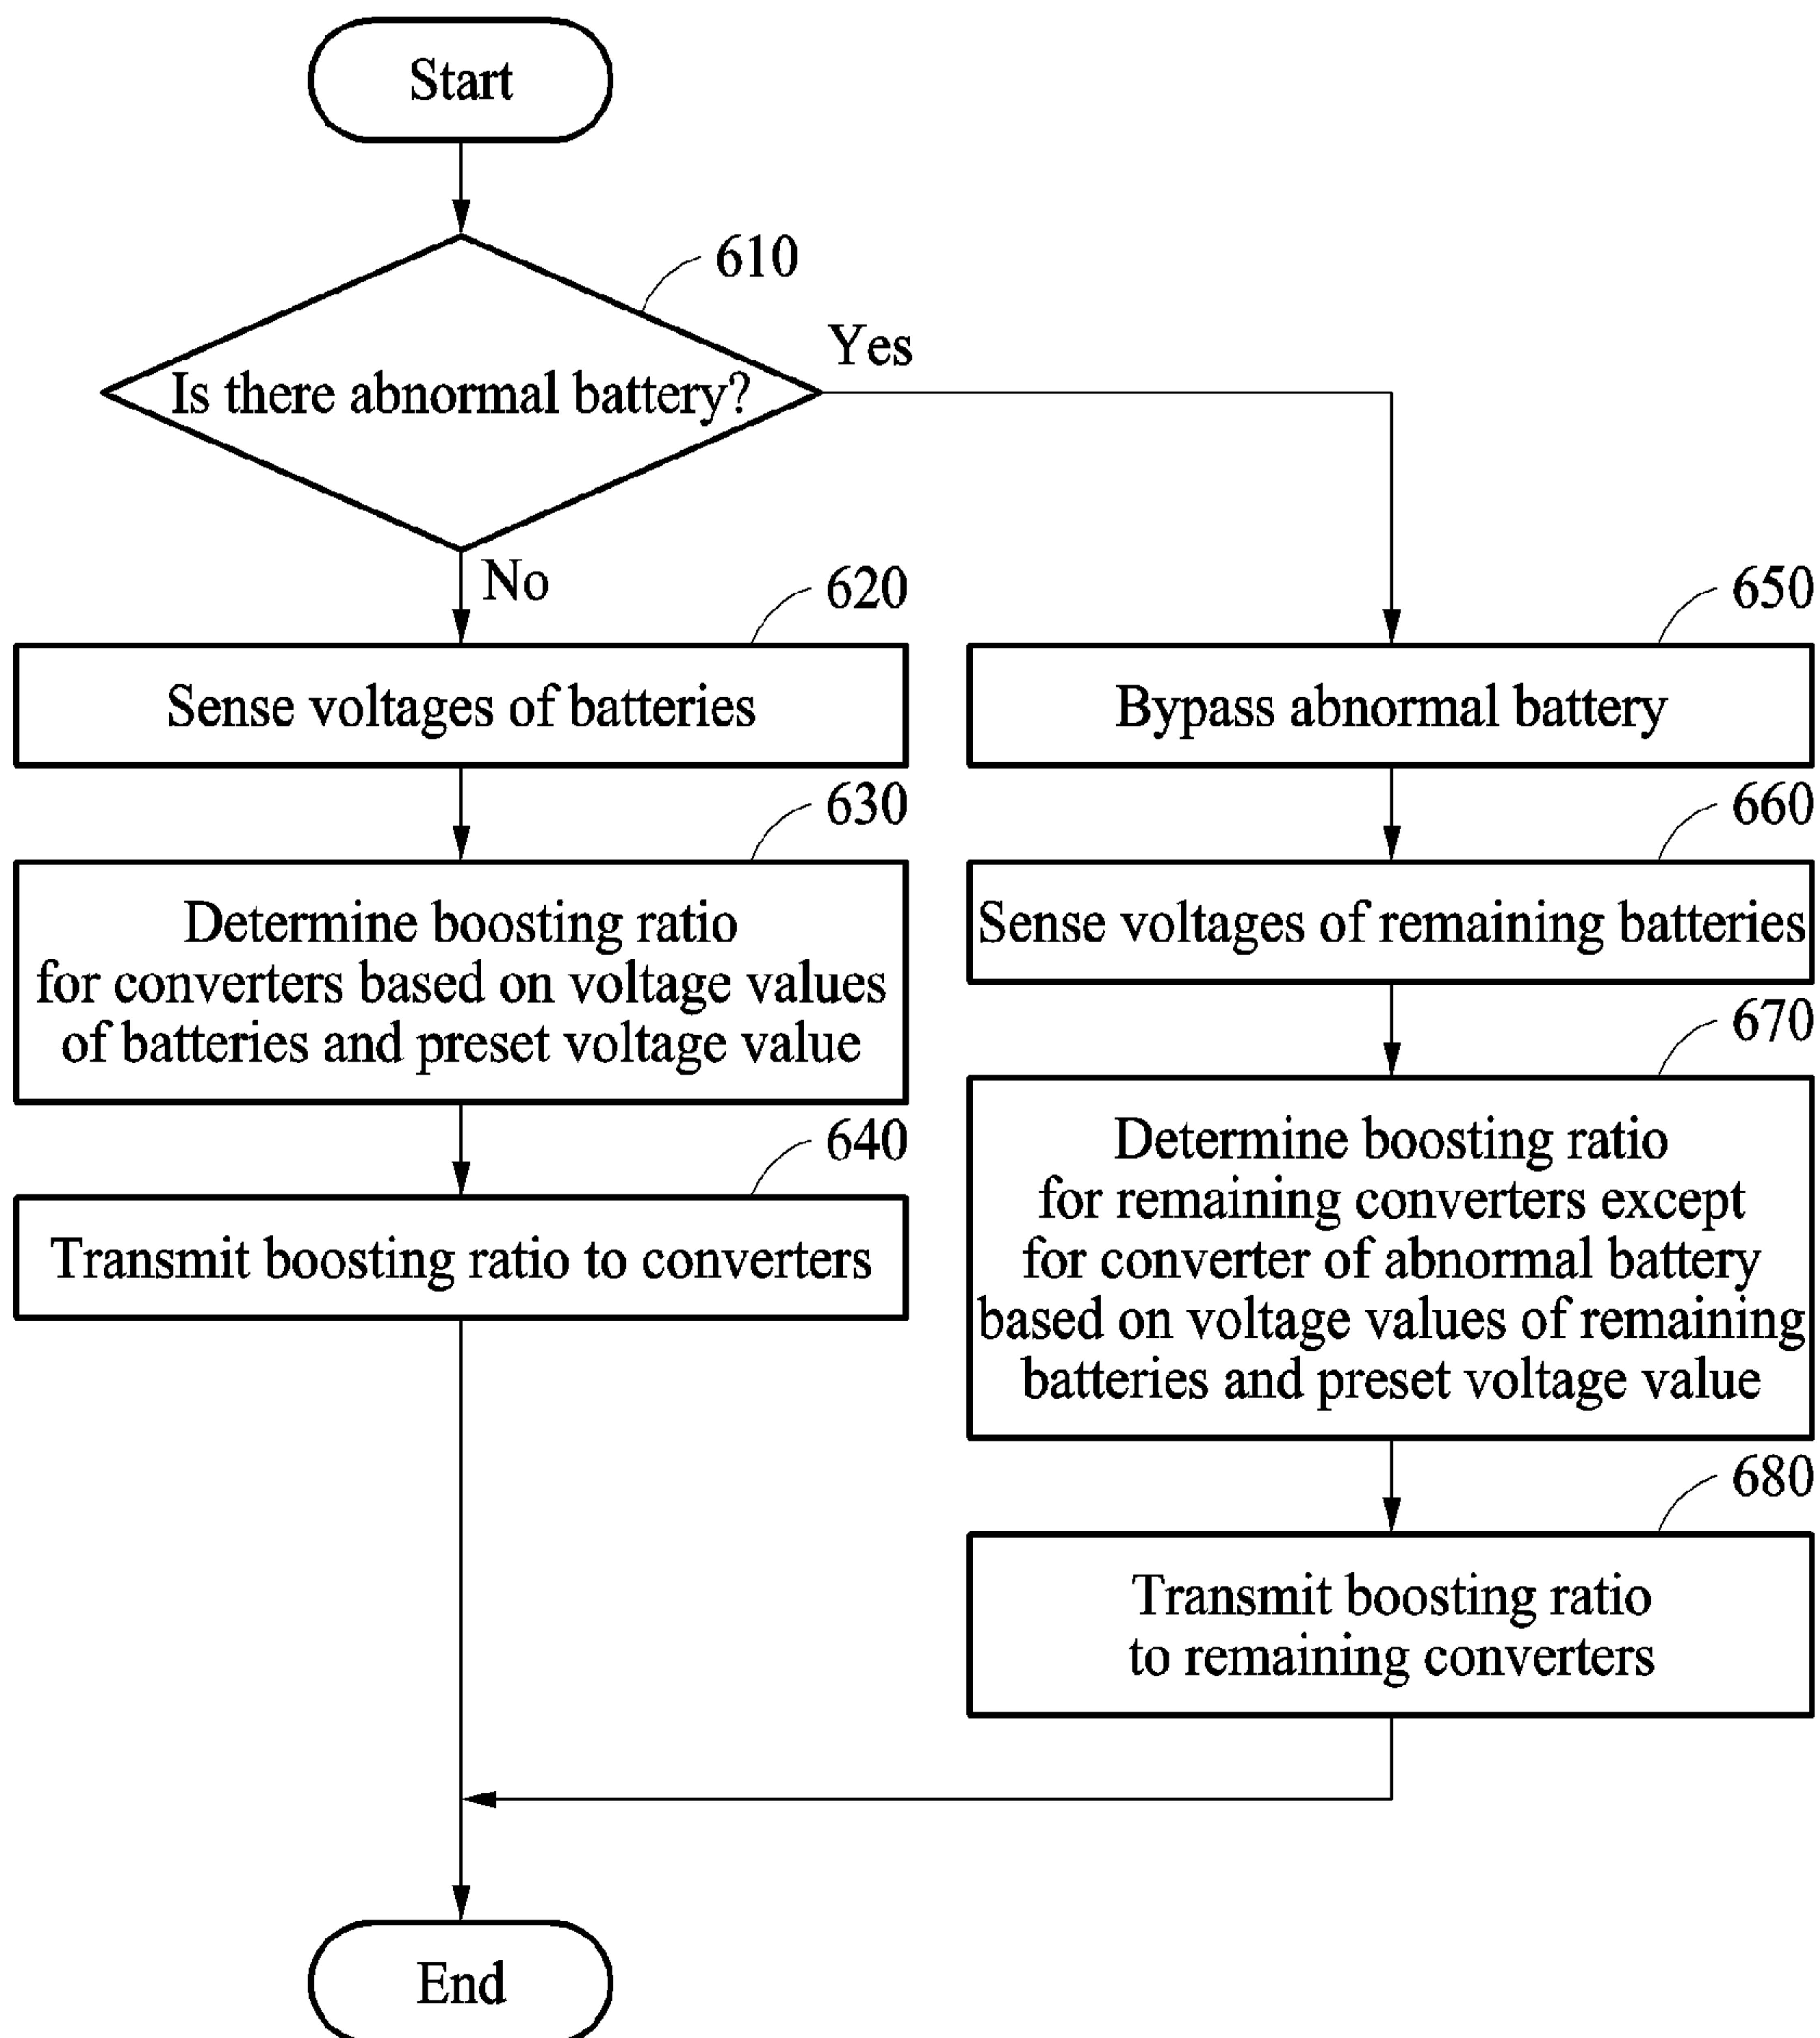 Start
610
Is there abnormal battery?
Yes
No
620
Sense voltages of batteries
630
Determine boosting ratio
for converters based on voltage values
of batteries and preset voltage value
640
Transmit boosting ratio to converters
650
Bypass abnormal battery
660
Sense voltages of remaining batteries
670
Determine boosting ratio
for remaining converters except
for converter of abnormal battery
based on voltage values of remaining
batteries and preset voltage value
680
Transmit boosting ratio
to remaining converters
End